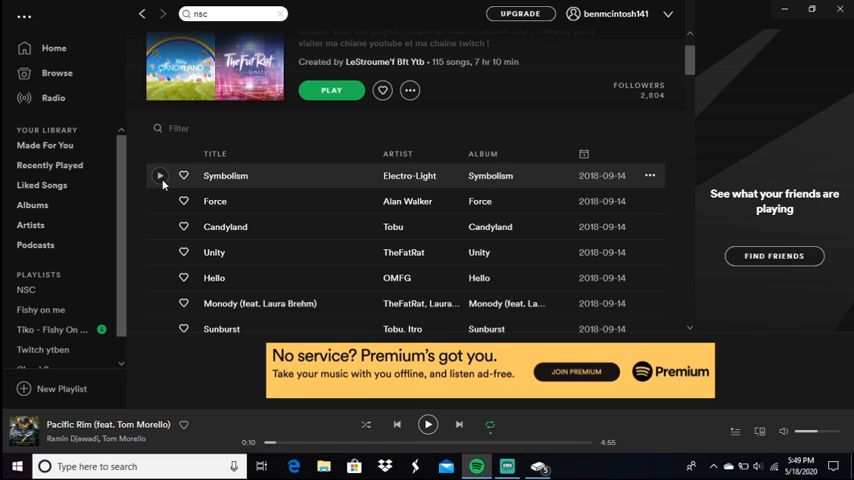 nsc
UPGRADE
benmcintosh141
Home
Browse
Radio
YOUR LIBRARY
Made For You
Recently Played
Liked Songs
Albums
Artists
Podcasts
PLAYLISTS
NSC
Fishy on me
Tiko - Fishy On ...
Twitch ytben
New Playlist
CANDYLAND
TheFatRat
Unity
visiter ma chiane youtube et ma chaine twitch !
Created by LeStroume'f Bft Ytb • 115 songs, 7 hr 10 min
PLAY
FOLLOWERS
2,804
Filter
TITLE ARTIST ALBUM
Symbolism Electro-Light Symbolism 2018-09-14
Force Alan Walker Force 2018-09-14
Candyland Tobu Candyland 2018-09-14
Unity TheFatRat Unity 2018-09-14
Hello OMFG Hello 2018-09-14
Monody (feat. Laura Brehm) TheFatRat, Laura... Monody (feat. La... 2018-09-14
Sunburst Tobu, Itro Sunburst 2018-09-14
See what your friends are
playing
FIND FRIENDS
No service? Premium's got you.
Take your music with you offline, and listen ad-free.
JOIN PREMIUM
Premium
Pacific Rim (feat. Tom Morello)
Ramin Djawadi, Tom Morello
0:10
4:55
Type here to search
5
5:49 PM
5/18/2020